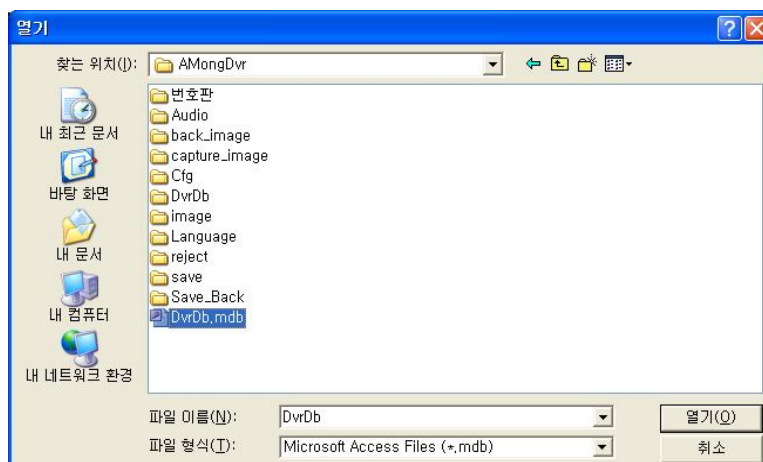 열기
찾는 위치(I):
AMongDvr
내 최근 문서
바탕 화면
내 문서
내 컴퓨터
내 네트워크 환경
번호판
Audio
back_image
capture_image
Cfg
DvrDb
image
Language
reject
save
Save_Back
DvrDb.mdb
파일 이름(N):
DvrDb
열기(O)
파일 형식(T):
Microsoft Access Files (*.mdb)
취소